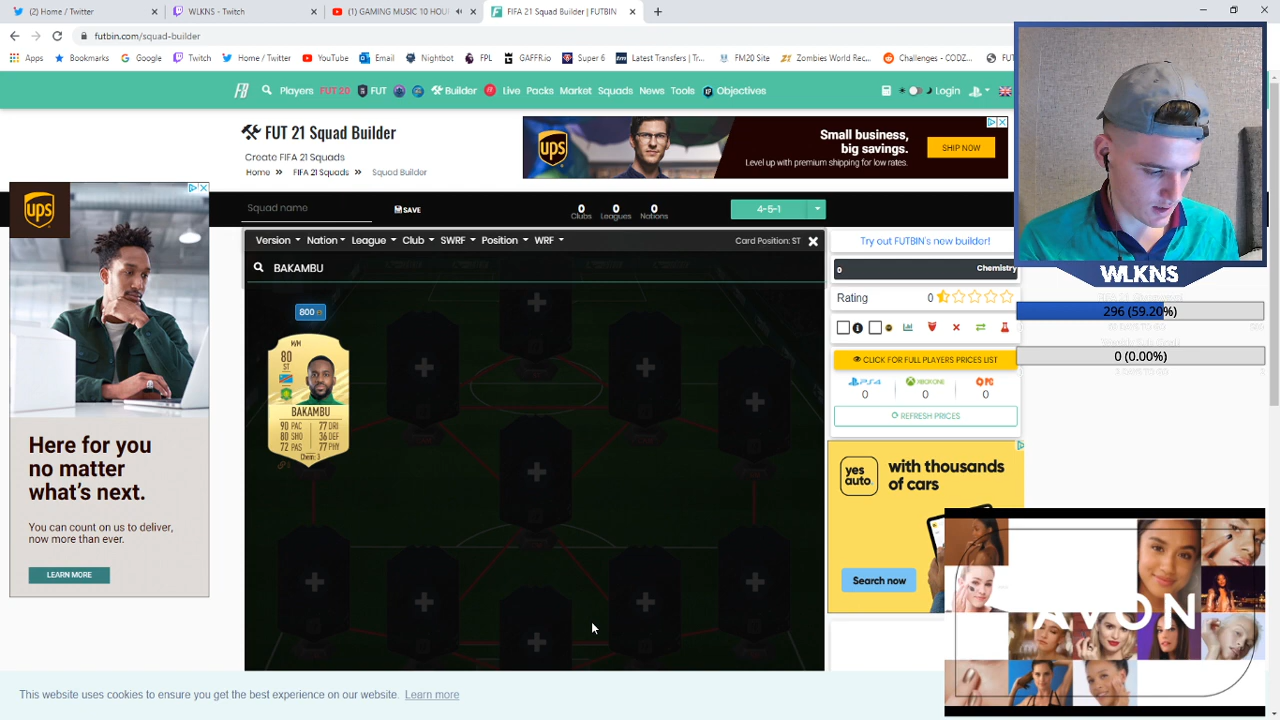 (2) Home / Twitter
WLKNS - Twitch
(1) GAMING MUSIC 10 HOU
FIFA 21 Squad Builder | FUTBIN
futbin.com/squad-builder
Apps Bookmarks Google Twitch Home / Twitter YouTube Email Nightbot FPL GAFFR.io Super 6 Latest Transfers | Tr... FM20 Site Zombies World Rec... Challenges - CODZ...
Players FUT 20 FUT Builder Live Packs Market Squads News Tools Objectives Login
FUT 21 Squad Builder
Create FIFA 21 Squads
Home » FIFA 21 Squads » Squad Builder
ups
Small business,
big savings.
Level up with premium shipping for low rates.
SHIP NOW
Squad name
SAVE
0 0 0
Clubs Leagues Nations
4-5-1
Version Nation League Club SWRF Position WRF
Card Position: ST
BAKAMBU
800
80
ST
BAKAMBU
90 PAC 77 DRI
80 SHO 36 DEF
72 PAS 77 PHY
Chem: 3
Try out FUTBIN's new builder!
0 Chemistry
Rating 0
CLICK FOR FULL PLAYERS PRICES LIST
PS4 XBOX ONE PC
0 0 0
REFRESH PRICES
yes
auto.
with thousands
of cars
Search now
ups
Here for you
no matter
what's next.
You can count on us to deliver,
now more than ever.
LEARN MORE
WLKNS
296 (59.20%)
0 (0.00%)
AVON
This website uses cookies to ensure you get the best experience on our website. Learn more